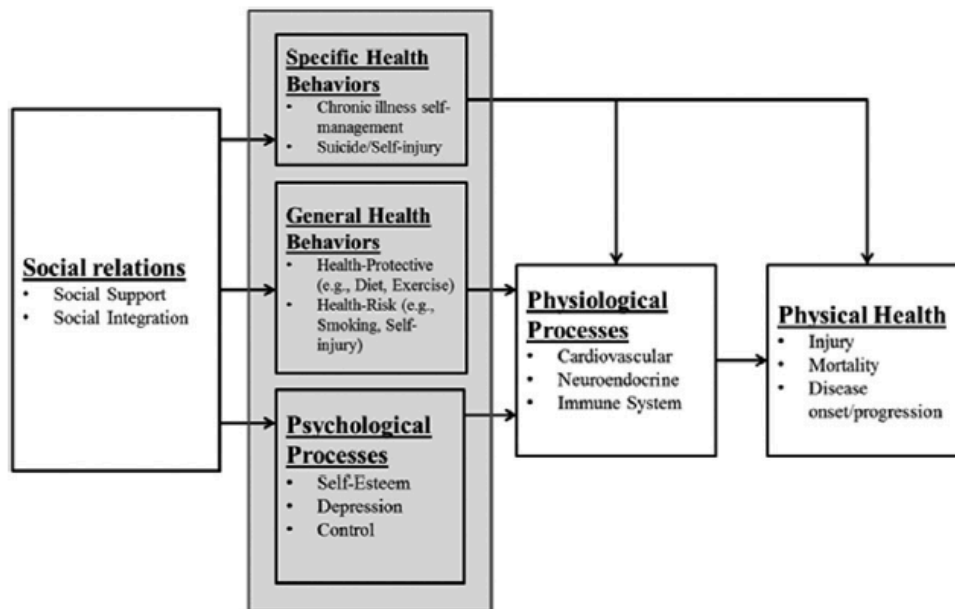 Social relations
• Social Support
• Social Integration
Specific Health
Behaviors
• Chronic illness self-
management
• Suicide/Self-injury
General Health
Behaviors
• Health-Protective
(e.g., Diet, Exercise)
• Health-Risk (e.g.,
Smoking, Self-
injury)
Psychological
Processes
• Self-Esteem
• Depression
• Control
Physiological
Processes
• Cardiovascular
• Neuroendocrine
• Immune System
Physical Health
• Injury
• Mortality
• Disease
onset/progression